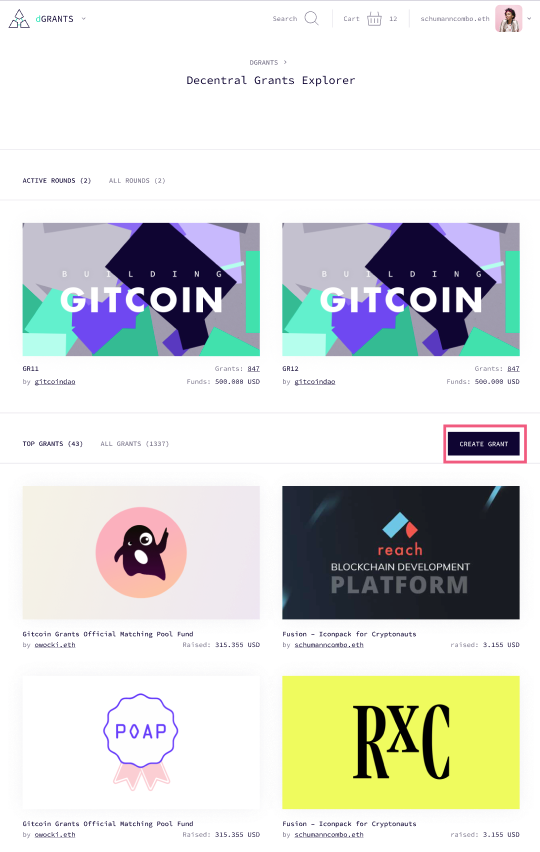 dGRANTS
Search
Cart
12
schumanncombo.eth
DGRANTS >
Decentral Grants Explorer
ACTIVE ROUNDS (2)
ALL ROUNDS (2)
BUILDING
GITCOIN
BUILDING
GITCOIN
GR11
Grants: 847
by gitcoindao
Funds: 500.000 USD
GR12
Grants: 847
by gitcoindao
Funds: 500.000 USD
TOP GRANTS (43)
ALL GRANTS (1337)
CREATE GRANT
reach
BLOCKCHAIN DEVELOPMENT
PLATFORM
Gitcoin Grants Official Matching Pool Fund
by owocki.eth
Raised: 315.355 USD
Fusion – Iconpack for Cryptonauts
by schumanncombo.eth
raised: 3.155 USD
POAP
RxC
Gitcoin Grants Official Matching Pool Fund
by owocki.eth
Raised: 315.355 USD
Fusion – Iconpack for Cryptonauts
by schumanncombo.eth
raised: 3.155 USD